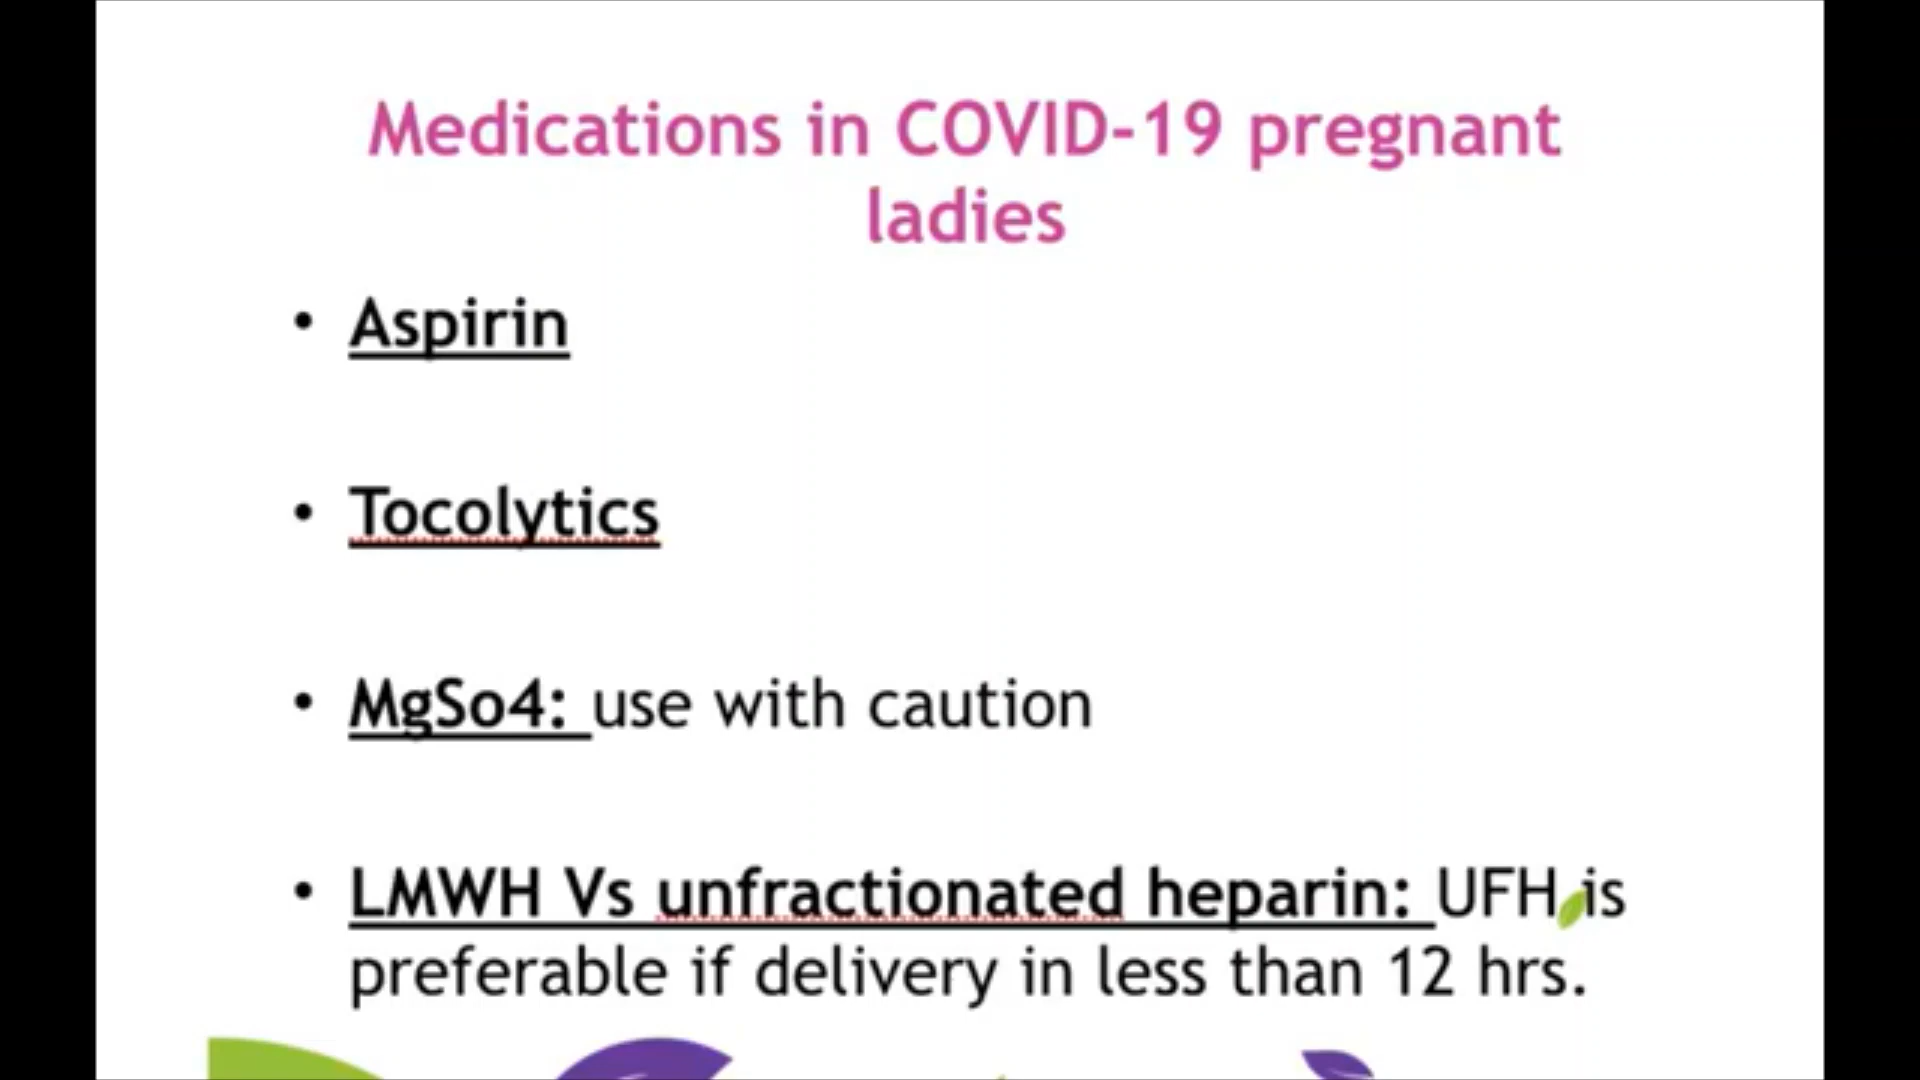 Medications in COVID-19 pregnant
ladies
• Aspirin
• Tocolytics
• MgSo4: use with caution
• LMWH Vs unfractionated heparin: UFH is
preferable if delivery in less than 12 hrs.